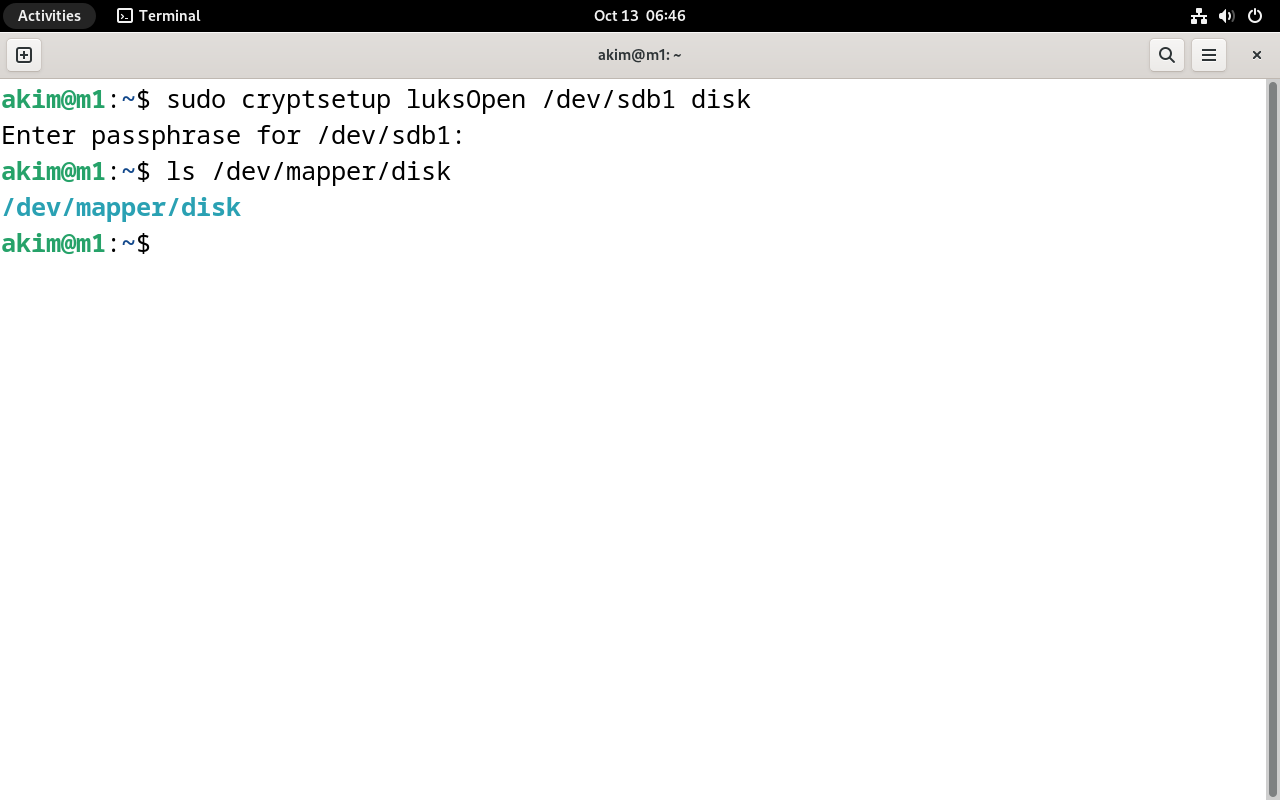 Activities Terminal Oct 13 06:46
akim@m1: ~
akim@m1:~$ sudo cryptsetup luksOpen /dev/sdb1 disk
Enter passphrase for /dev/sdb1:
akim@m1:~$ ls /dev/mapper/disk
/dev/mapper/disk
akim@m1:~$